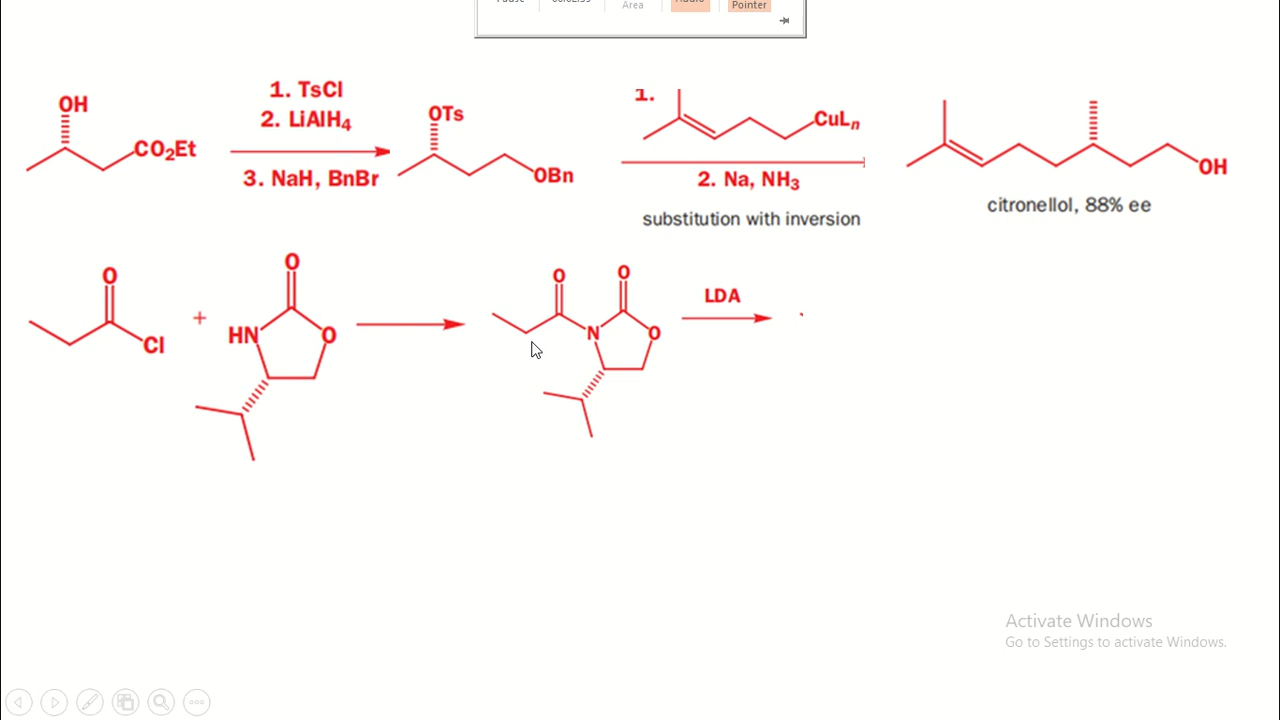 Area
Pointer
OH
CO₂Et
1. TsCl
2. LiAlH₄
3. NaH, BnBr
OTs
OBn
1.
CuLₙ
2. Na, NH₃
substitution with inversion
OH
citronellol, 88% ee
O
Cl
+
O
HN
O
O
O
N
O
LDA
Activate Windows
Go to Settings to activate Windows.